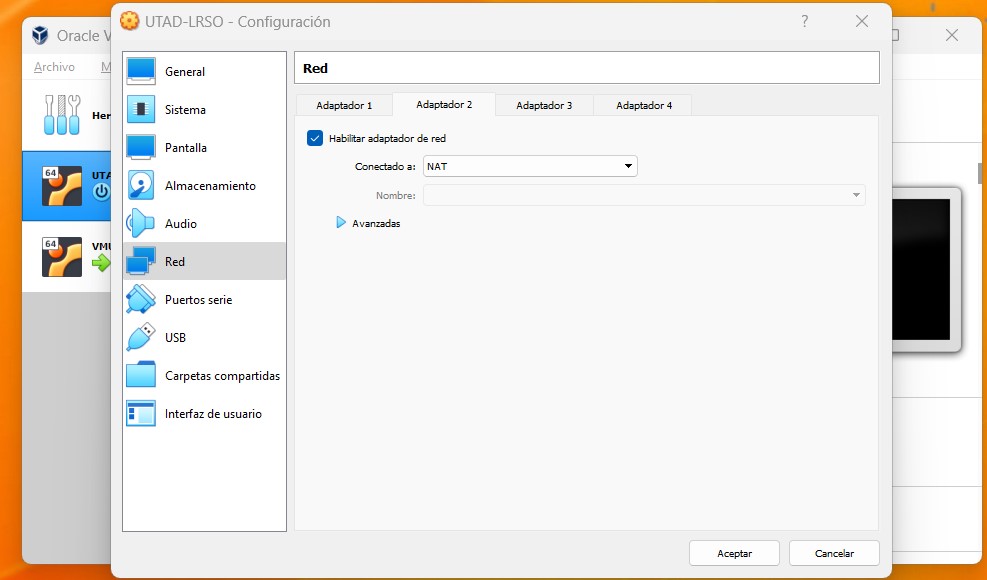 UTAD-LRSO - Configuración
?
Oracle V
Archivo
M
Her
64
UTA
64
VMU
General
Sistema
Pantalla
Almacenamiento
Audio
Red
Puertos serie
USB
Carpetas compartidas
Interfaz de usuario
Red
Adaptador 1
Adaptador 2
Adaptador 3
Adaptador 4
Habilitar adaptador de red
Conectado a: NAT
Nombre:
Avanzadas
Aceptar
Cancelar